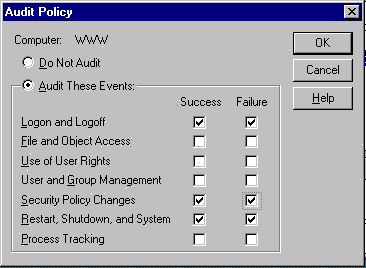 Audit Policy
Computer: WWW
OK
Do Not Audit
Cancel
Audit These Events:
Help
Success Failure
Logon and Logoff
File and Object Access
Use of User Rights
User and Group Management
Security Policy Changes
Restart, Shutdown, and System
Process Tracking